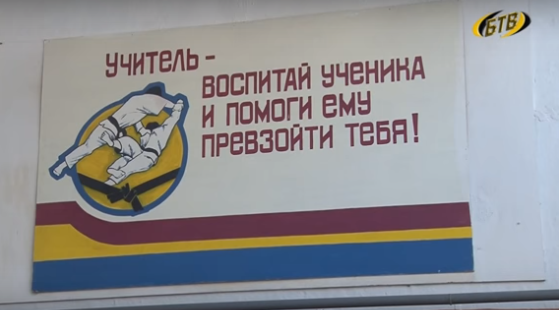 БТВ
Учитель -
воспитай ученика
и помоги ему
превзойти тебя!